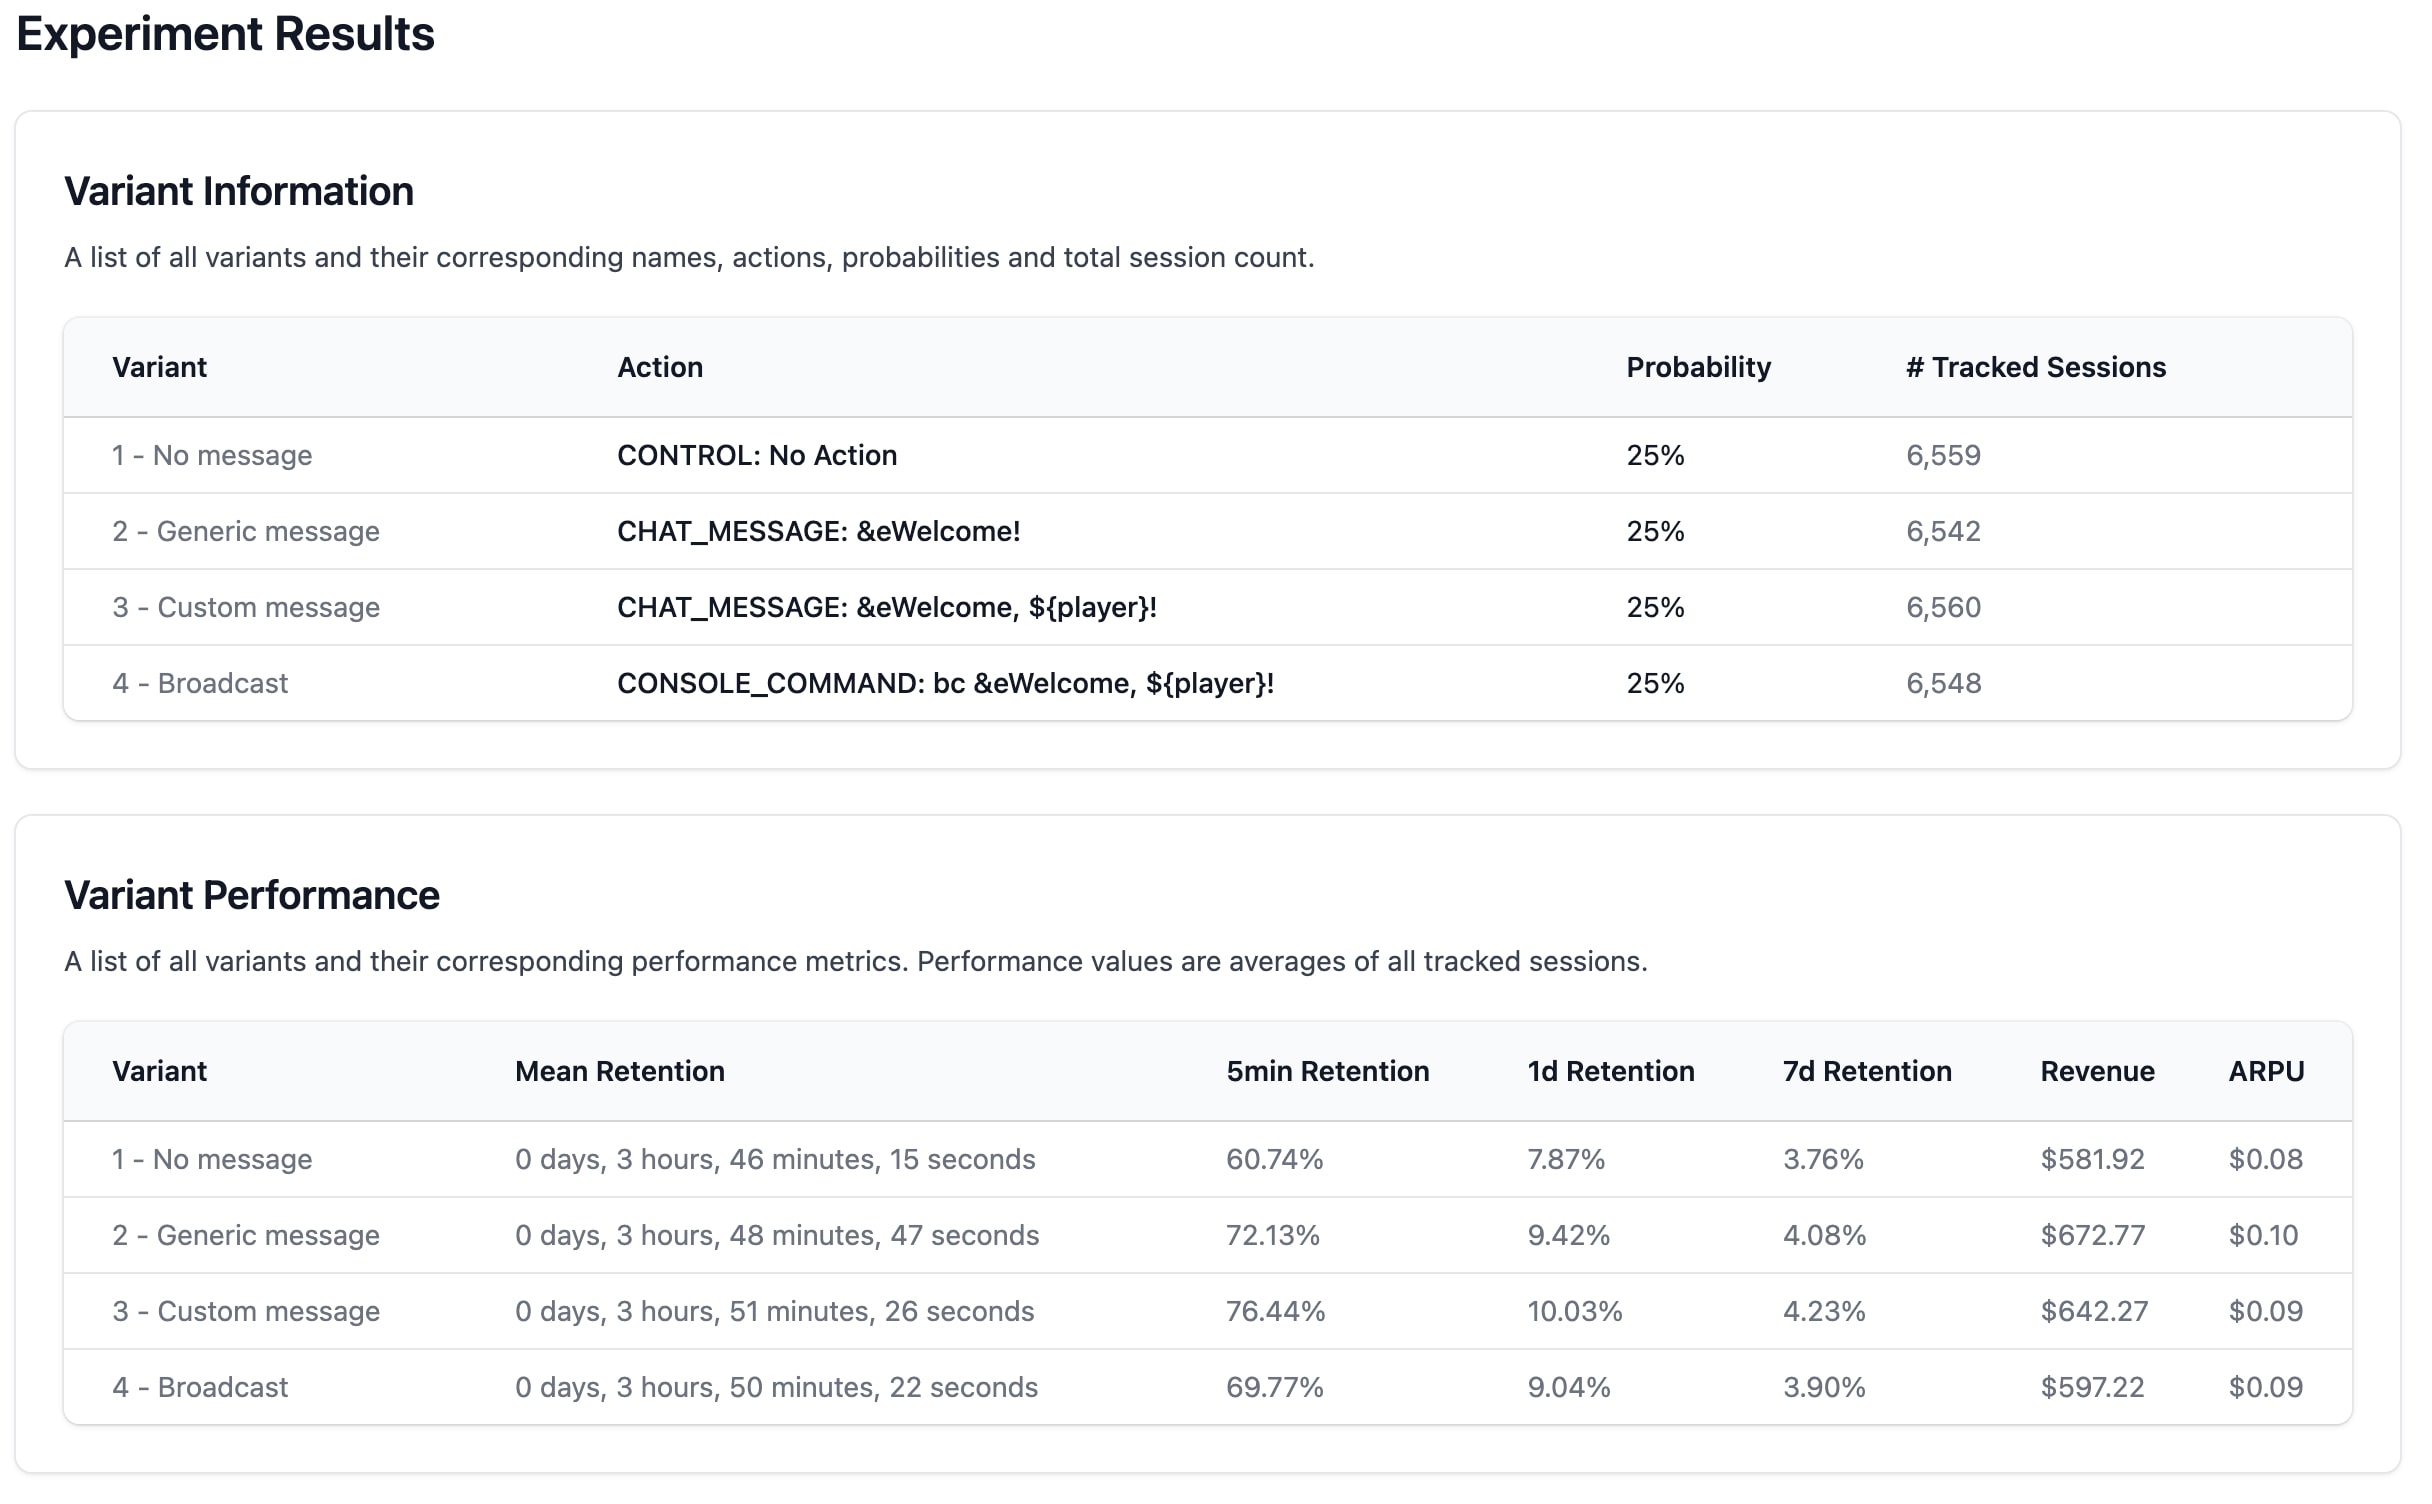 Experiment Results
Variant Information
A list of all variants and their corresponding names, actions, probabilities and total session count.
Variant Action Probability # Tracked Sessions
1 - No message CONTROL: No Action 25% 6,559
2 - Generic message CHAT_MESSAGE: &eWelcome! 25% 6,542
3 - Custom message CHAT_MESSAGE: &eWelcome, ${player}! 25% 6,560
4 - Broadcast CONSOLE_COMMAND: bc &eWelcome, ${player}! 25% 6,548
Variant Performance
A list of all variants and their corresponding performance metrics. Performance values are averages of all tracked sessions.
Variant Mean Retention 5min Retention 1d Retention 7d Retention Revenue ARPU
1 - No message 0 days, 3 hours, 46 minutes, 15 seconds 60.74% 7.87% 3.76% $581.92 $0.08
2 - Generic message 0 days, 3 hours, 48 minutes, 47 seconds 72.13% 9.42% 4.08% $672.77 $0.10
3 - Custom message 0 days, 3 hours, 51 minutes, 26 seconds 76.44% 10.03% 4.23% $642.27 $0.09
4 - Broadcast 0 days, 3 hours, 50 minutes, 22 seconds 69.77% 9.04% 3.90% $597.22 $0.09